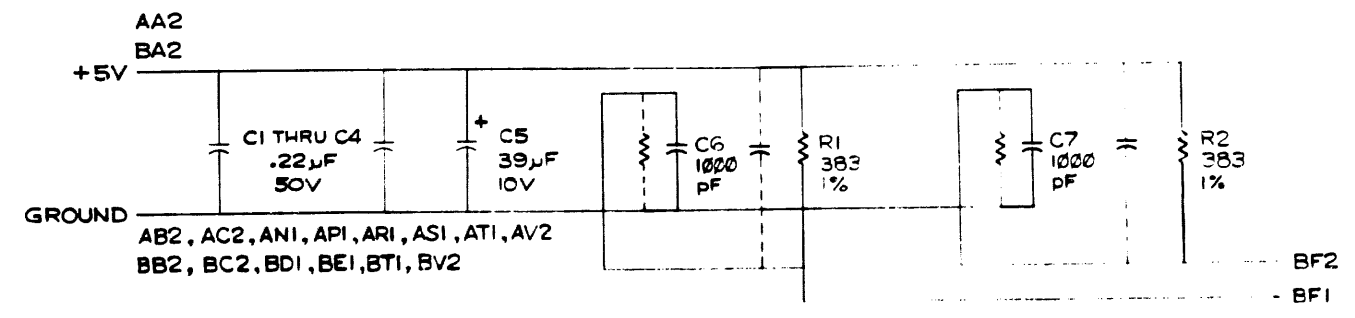 AA2
BA2
+5V
C1 THRU C4
.22µF
50V
+
C5
39µF
10V
C6
1000
pF
R1
383
1%
C7
1000
pF
R2
383
1%
GROUND
AB2, AC2, AN1, AP1, AR1, AS1, AT1, AV2
BB2, BC2, BD1, BE1, BT1, BV2
BF2
BF1